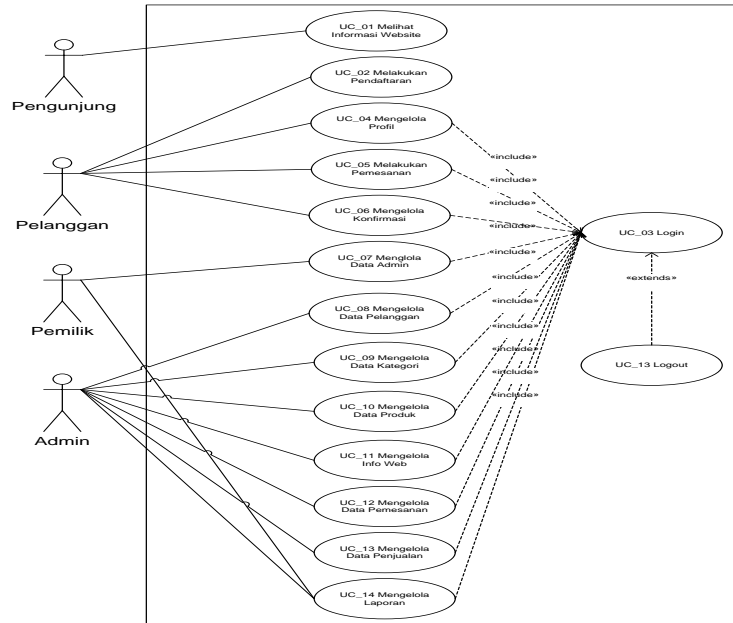 UC_01 Melihat
Informasi Website
Pengunjung
UC_02 Melakukan
Pendaftaran
UC_04 Mengelola
Profil
«include»
UC_05 Melakukan
Pemesanan
«include»
Pelanggan
UC_06 Mengelola
Konfirmasi
«include»
«include»
UC_03 Login
UC_07 Menglola
Data Admin
«include»
Pemilik
«include»
«extends»
UC_08 Mengelola
Data Pelanggan
«include»
«include»
UC_09 Mengelola
Data Kategori
«include»
UC_13 Logout
«include»
Admin
UC_10 Mengelola
Data Produk
«include»
UC_11 Mengelola
Info Web
UC_12 Mengelola
Data Pemesanan
UC_13 Mengelola
Data Penjualan
UC_14 Mengelola
Laporan